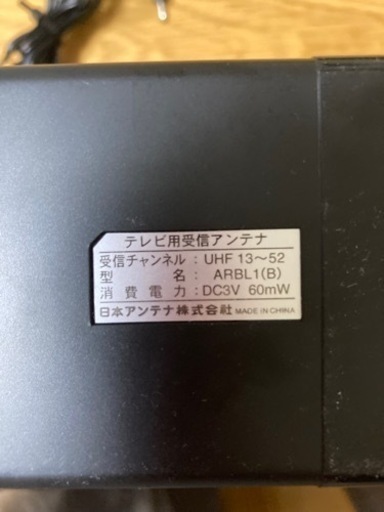 テレビ用受信アンテナ
受信チャンネル：UHF 13～52
型　　　　　名：ARBL1(B)
消 費 電 力：DC3V 60mW
日本アンテナ株式会社 MADE IN CHINA